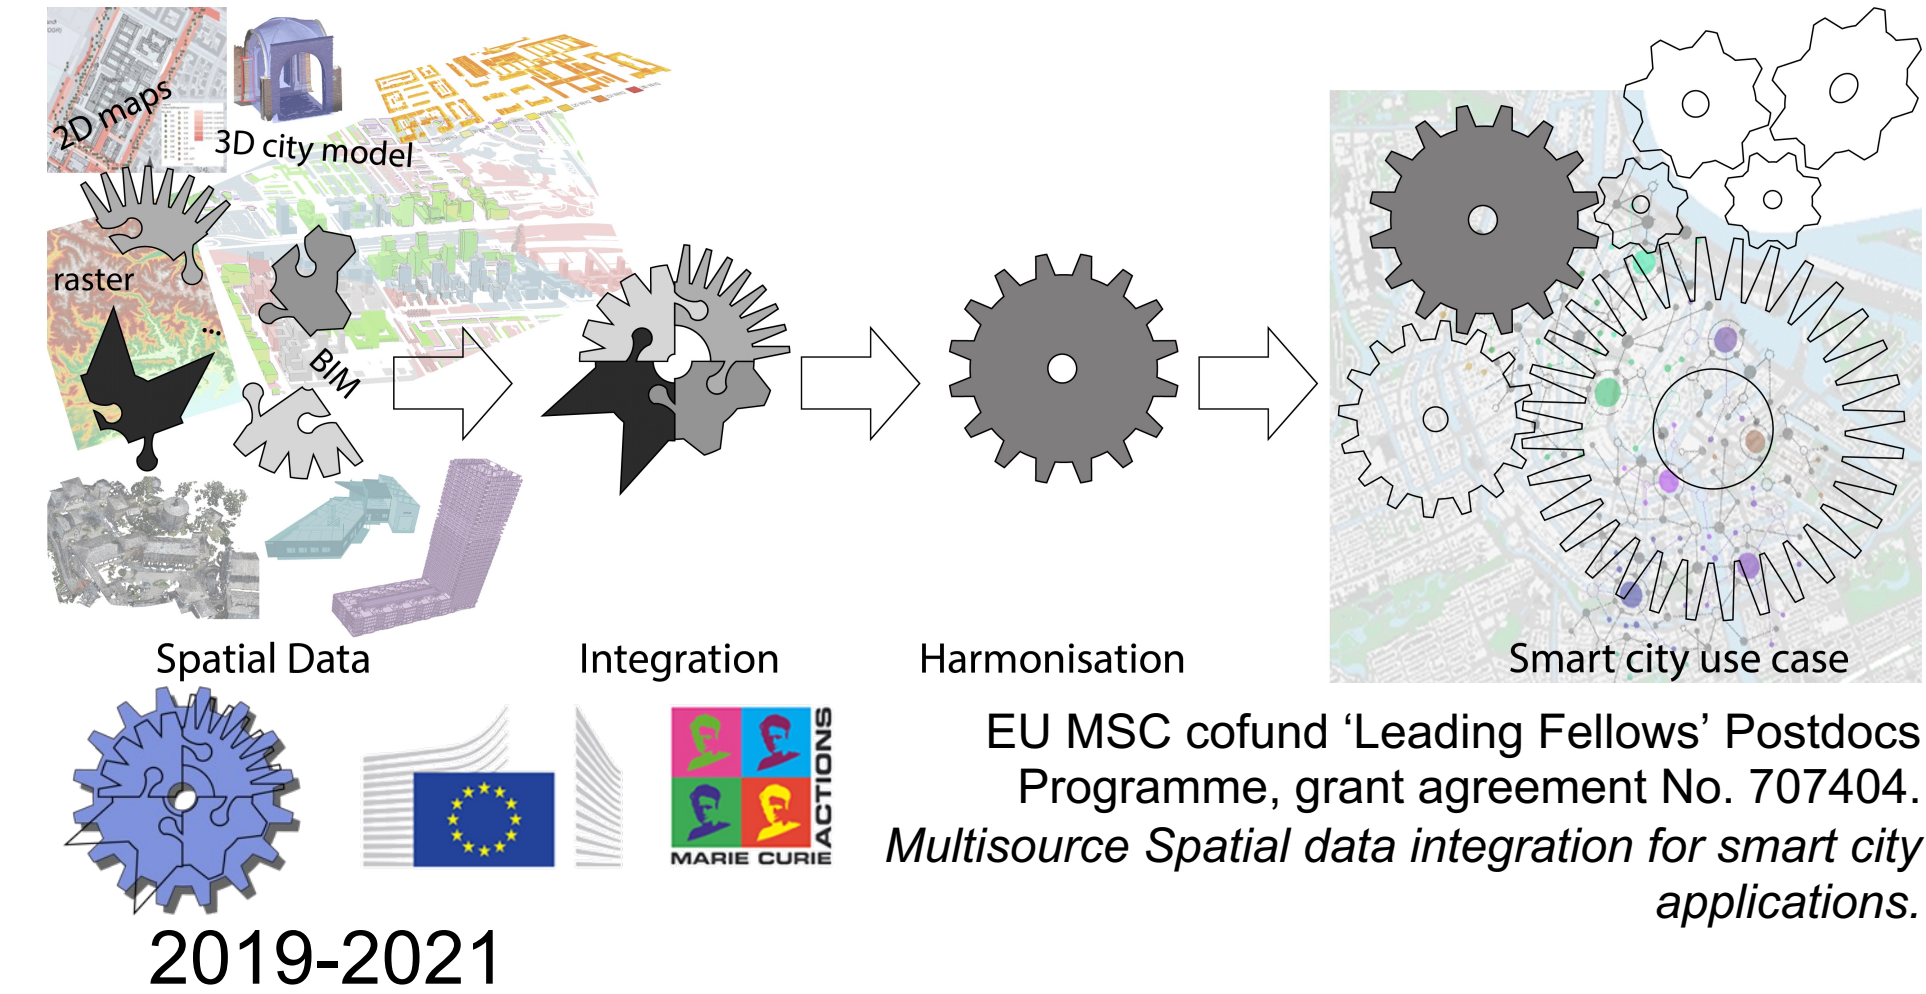 2D maps
3D city model
raster
...
BIM
Spatial Data
Integration
Harmonisation
Smart city use case
MARIE CURIE
ACTIONS
EU MSC cofund ‘Leading Fellows’ Postdocs
Programme, grant agreement No. 707404.
Multisource Spatial data integration for smart city
applications.
2019-2021